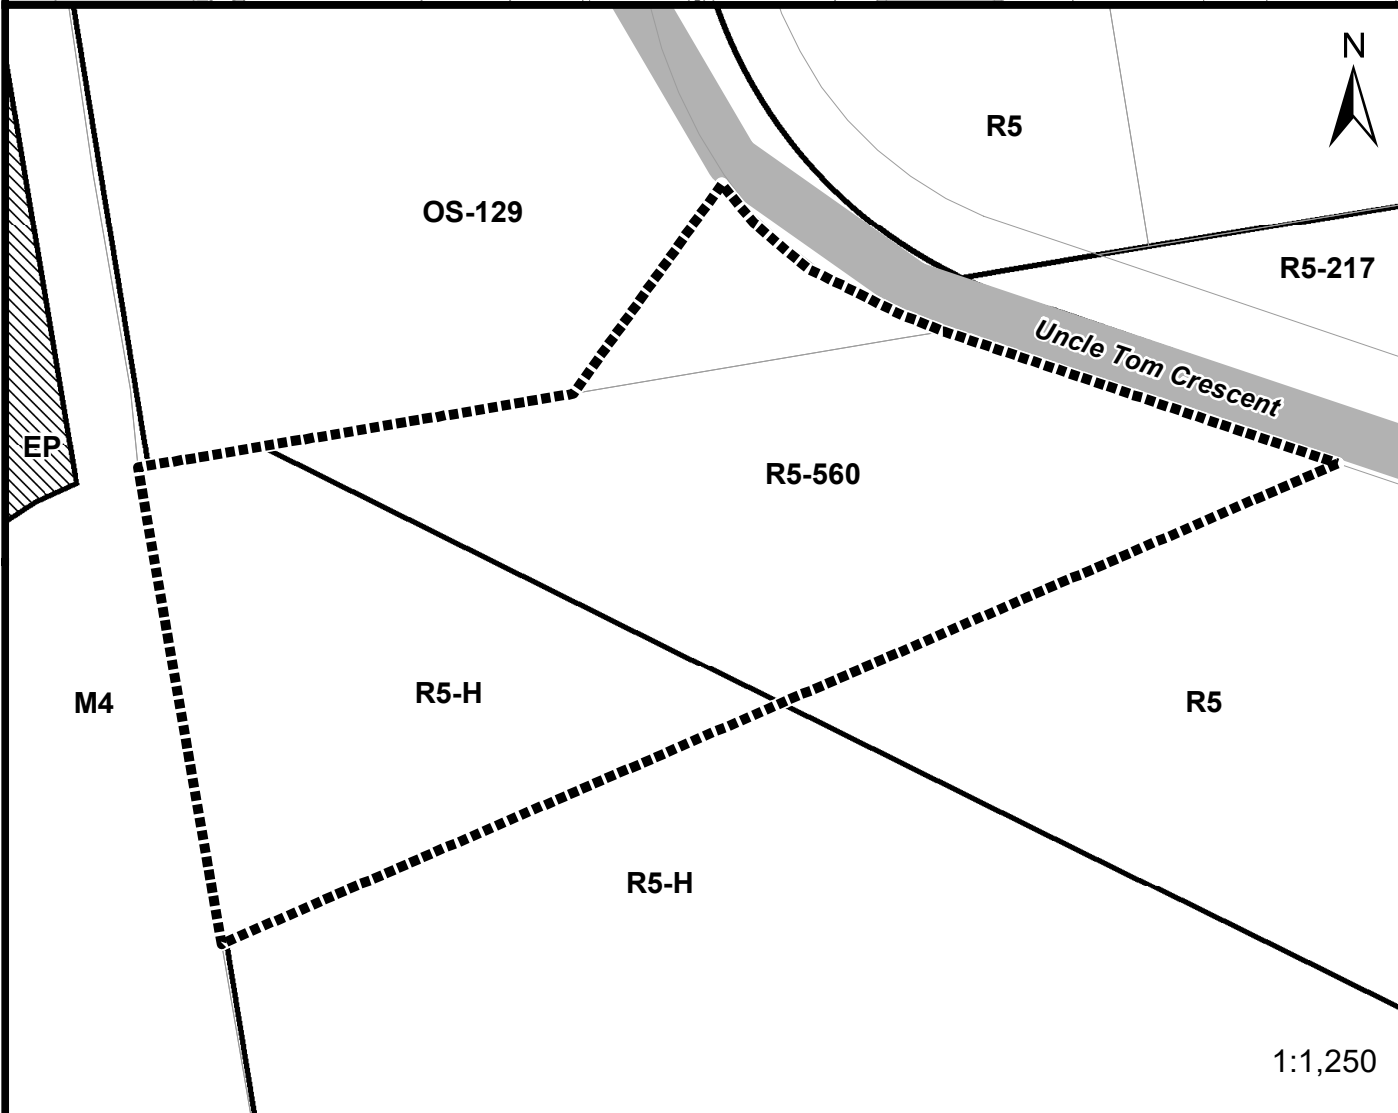 N
R5
OS-129
R5-217
Uncle Tom Crescent
EP
R5-560
R5-H
M4
R5
R5-H
1:1,250